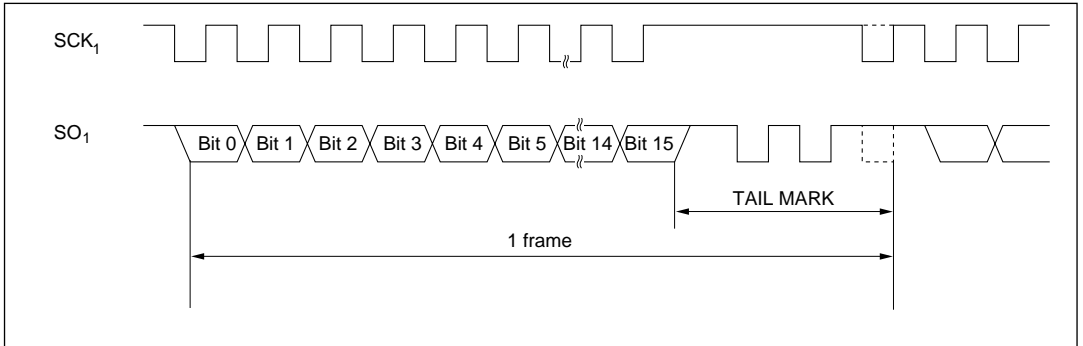 SCK1
SO1
Bit 0 Bit 1 Bit 2 Bit 3 Bit 4 Bit 5 Bit 14 Bit 15
TAIL MARK
1 frame